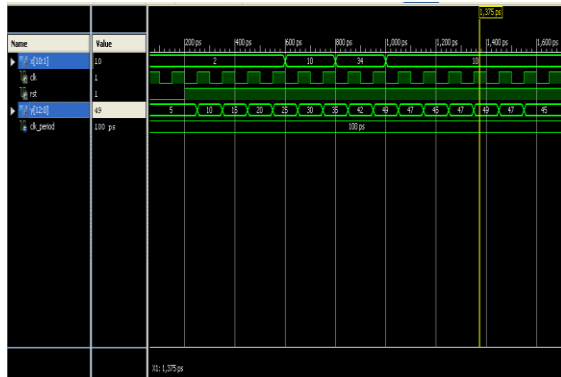 1,375 ps
Name Value 200 ps 400 ps 600 ps 800 ps 1,000 ps 1,200 ps 1,400 ps 1,600 ps
x[10:1] 10 2 10 34 10
clk 1
rst 1
y[12:0] 49 5 10 15 20 25 30 35 42 49 47 45 47 49 47 45
clk_period 100 ps 100 ps
X1: 1,375 ps